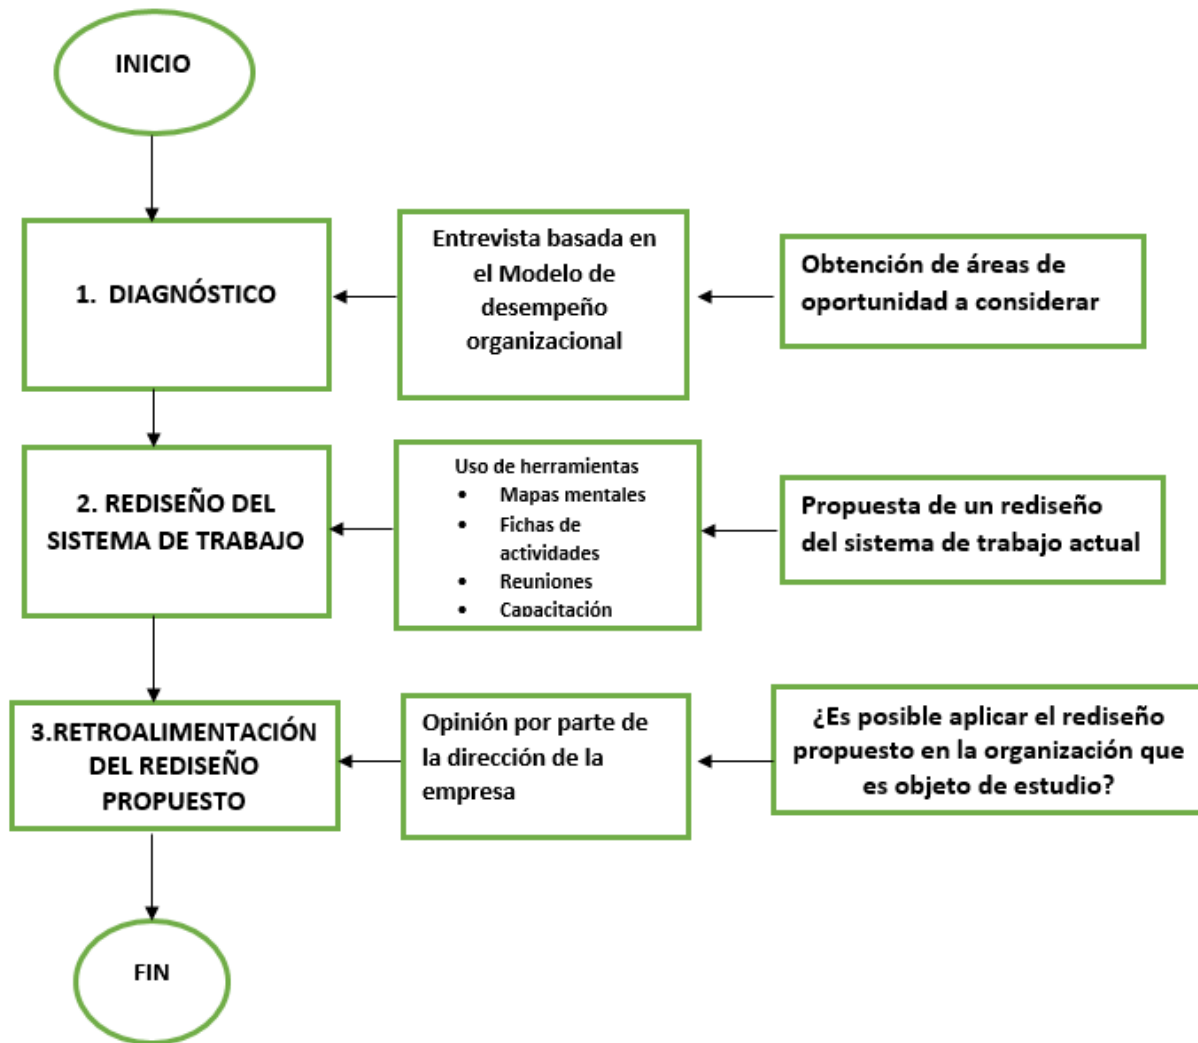 INICIO
1. DIAGNÓSTICO
Entrevista basada en
el Modelo de
desempeño
organizacional
Obtención de áreas de
oportunidad a considerar
2. REDISEÑO DEL
SISTEMA DE TRABAJO
Uso de herramientas
• Mapas mentales
• Fichas de
actividades
• Reuniones
• Capacitación
Propuesta de un rediseño
del sistema de trabajo actual
3.RETROALIMENTACIÓN
DEL REDISEÑO
PROPUESTO
Opinión por parte de
la dirección de la
empresa
¿Es posible aplicar el rediseño
propuesto en la organización que
es objeto de estudio?
FIN